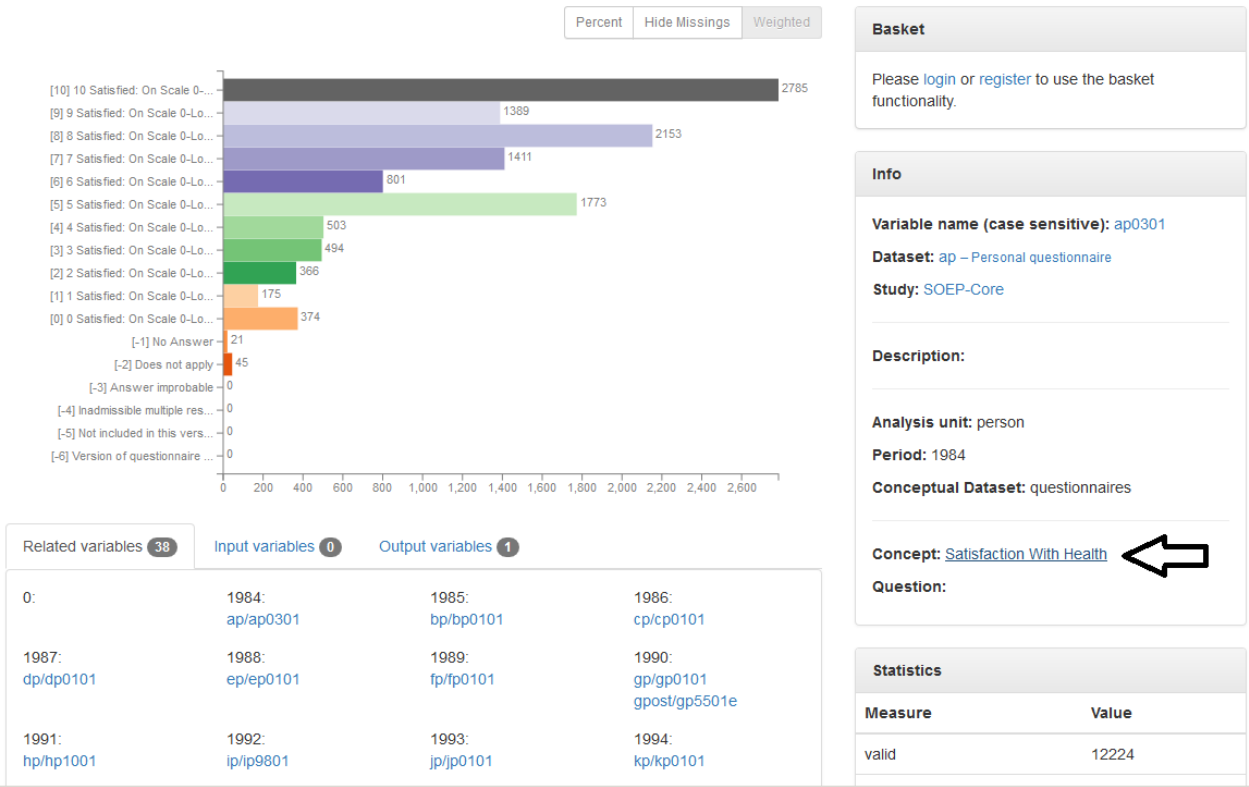 Percent Hide Missings Weighted
[10] 10 Satisfied: On Scale 0-... 2785
[9] 9 Satisfied: On Scale 0-Lo... 1389
[8] 8 Satisfied: On Scale 0-Lo... 2153
[7] 7 Satisfied: On Scale 0-Lo... 1411
[6] 6 Satisfied: On Scale 0-Lo... 801
[5] 5 Satisfied: On Scale 0-Lo... 1773
[4] 4 Satisfied: On Scale 0-Lo... 503
[3] 3 Satisfied: On Scale 0-Lo... 494
[2] 2 Satisfied: On Scale 0-Lo... 366
[1] 1 Satisfied: On Scale 0-Lo... 175
[0] 0 Satisfied: On Scale 0-Lo... 374
[-1] No Answer 21
[-2] Does not apply 45
[-3] Answer improbable 0
[-4] Inadmissible multiple res... 0
[-5] Not included in this vers... 0
[-6] Version of questionnaire ... 0
0 200 400 600 800 1,000 1,200 1,400 1,600 1,800 2,000 2,200 2,400 2,600
Related variables 38 Input variables 0 Output variables 1
0: 1984: 1985: 1986:
ap/ap0301 bp/bp0101 cp/cp0101
1987: 1988: 1989: 1990:
dp/dp0101 ep/ep0101 fp/fp0101 gp/gp0101
gpost/gp5501e
1991: 1992: 1993: 1994:
hp/hp1001 ip/ip9801 jp/jp0101 kp/kp0101
Basket
Please login or register to use the basket
functionality.
Info
Variable name (case sensitive): ap0301
Dataset: ap – Personal questionnaire
Study: SOEP-Core
Description:
Analysis unit: person
Period: 1984
Conceptual Dataset: questionnaires
Concept: Satisfaction With Health
Question:
Statistics
Measure Value
valid 12224